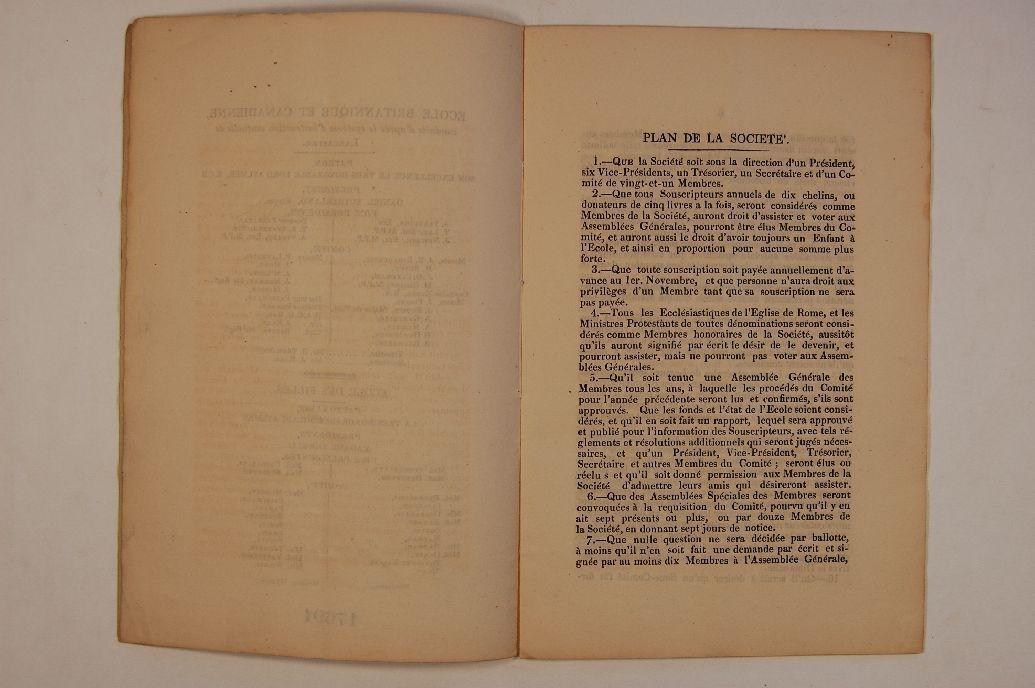 PLAN DE LA SOCIETE'.
1.—QUE la Société soit sous la direction d'un Président,
six Vice-Présidents, un Trésorier, un Secrétaire et d'un Co-
mité de vingt-et-un Membres.
2.—Que tous Souscripteurs annuels de dix chelins, ou
donateurs de cinq livres a la fois, seront considérés comme
Membres de la Société, auront droit d'assister et voter aux
Assemblées Générales, pourront être élus Membres du Co-
mité, et auront aussi le droit d'avoir toujours un Enfant à
l'Ecole, et ainsi en proportion pour aucune somme plus
forte.
3.—Que toute souscription soit payée annuellement d'a-
vance au 1er. Novembre, et que personne n'aura droit aux
privilèges d'un Membre tant que sa souscription ne sera
pas payée.
4.—Tous les Ecclésiastiques de l'Eglise de Rome, et les
Ministres Protestants de toutes dénominations seront consi-
dérés comme Membres honoraires de la Société, aussitôt
qu'ils auront signifié par écrit le désir de le devenir, et
pourront assister, mais ne pourront pas voter aux Assem-
blées Générales.
5.—Qu'il soit tenue une Assemblée Générale des
Membres tous les ans, à laquelle les procédés du Comité
pour l'année précédente seront lus et confirmés, s'ils sont
approuvés. Que les fonds et l'état de l'Ecole soient consi-
dérés, et qu'il en soit fait un rapport, lequel sera approuvé
et publié pour l'information des Souscripteurs, avec tels ré-
glements et résolutions additionnels qui seront jugés néces-
saires, et qu'un Président, Vice-Président, Trésorier,
Secrétaire et autres Membres du Comité ; seront élus ou
réelu s et qu'il soit donné permission aux Membres de la
Société d'admettre leurs amis qui désireront assister.
6.—Que des Assemblées Spéciales des Membres seront
convoquées à la requisition du Comité, pourvu qu'il y en
ait sept présents ou plus, ou par douze Membres de
la Société, en donnant sept jours de notice.
7.—Que nulle question ne sera décidée par ballotte,
à moins qu'il n'en soit fait une demande par écrit et si-
gnée par au moins dix Membres à l'Assemblée Générale,